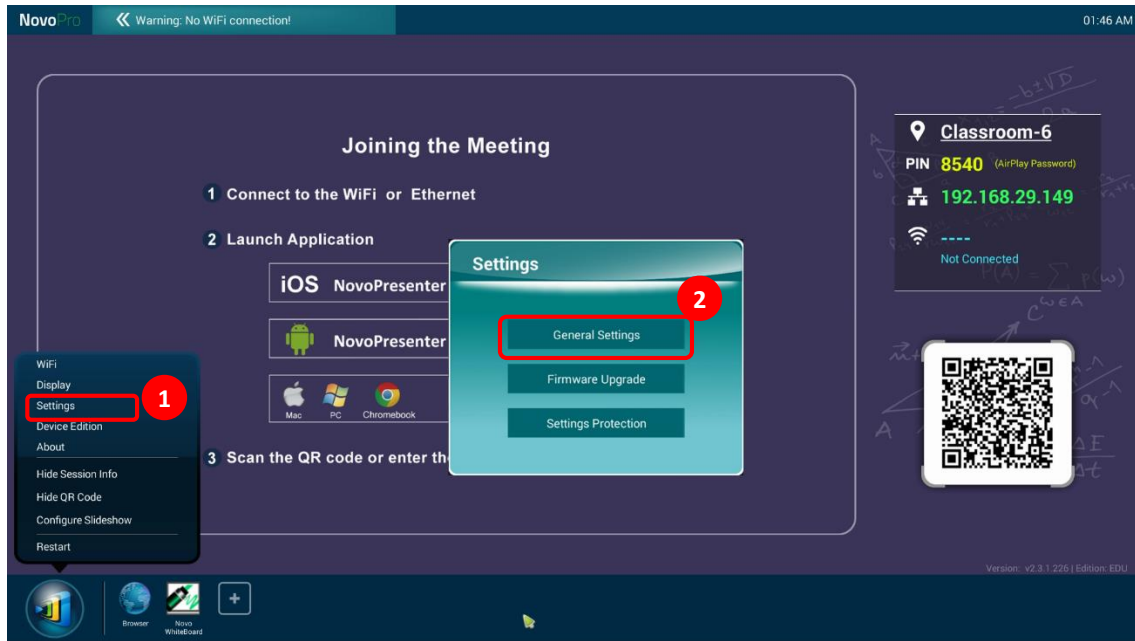 NovoPro
Warning: No WiFi connection!
01:46 AM
Joining the Meeting
1 Connect to the WiFi or Ethernet
2 Launch Application
iOS NovoPresenter
NovoPresenter
Mac PC Chromebook
3 Scan the QR code or enter the
Settings
2
General Settings
Firmware Upgrade
Settings Protection
Classroom-6
PIN 8540 (AirPlay Password)
192.168.29.149
----
Not Connected
WiFi
Display
Settings
1
Device Edition
About
Hide Session Info
Hide QR Code
Configure Slideshow
Restart
Version: v2.3.1.226 | Edition: EDU
Browser
Novo
WhiteBoard
+